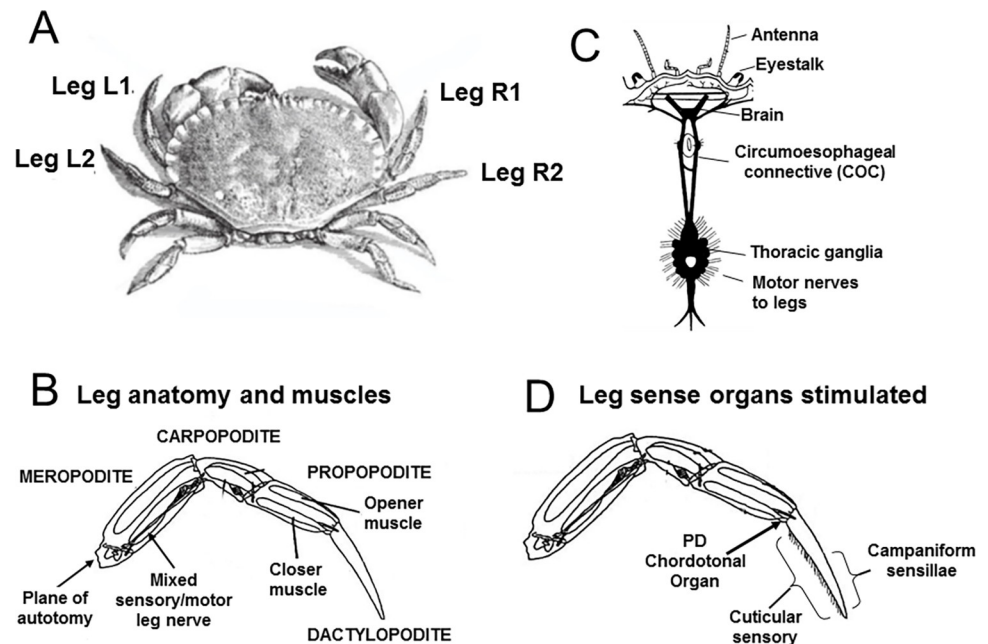 A
Leg L1
Leg L2
Leg R1
Leg R2
C
Antenna
Eyestalk
Brain
Circumoesophageal
connective (COC)
Thoracic ganglia
Motor nerves
to legs
B Leg anatomy and muscles
CARPOPODITE
MEROPODITE
PROPOPODITE
Opener
muscle
Closer
muscle
Mixed
sensory/motor
leg nerve
Plane of
autotomy
DACTYLOPODITE
D Leg sense organs stimulated
PD
Chordotonal
Organ
Campaniform
sensillae
Cuticular
sensory